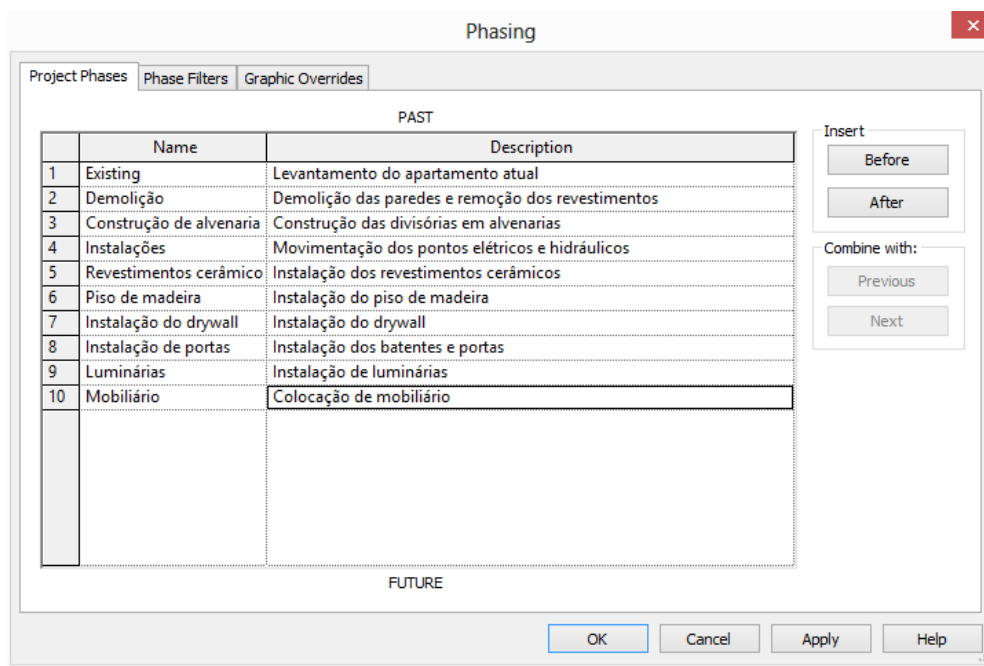 Phasing
Project Phases Phase Filters Graphic Overrides
PAST
Name Description
1 Existing Levantamento do apartamento atual
2 Demolição Demolição das paredes e remoção dos revestimentos
3 Construção de alvenaria Construção das divisórias em alvenarias
4 Instalações Movimentação dos pontos elétricos e hidráulicos
5 Revestimentos cerâmico Instalação dos revestimentos cerâmicos
6 Piso de madeira Instalação do piso de madeira
7 Instalação do drywall Instalação do drywall
8 Instalação de portas Instalação dos batentes e portas
9 Luminárias Instalação de luminárias
10 Mobiliário Colocação de mobiliário
FUTURE
Insert
Before
After
Combine with:
Previous
Next
OK Cancel Apply Help